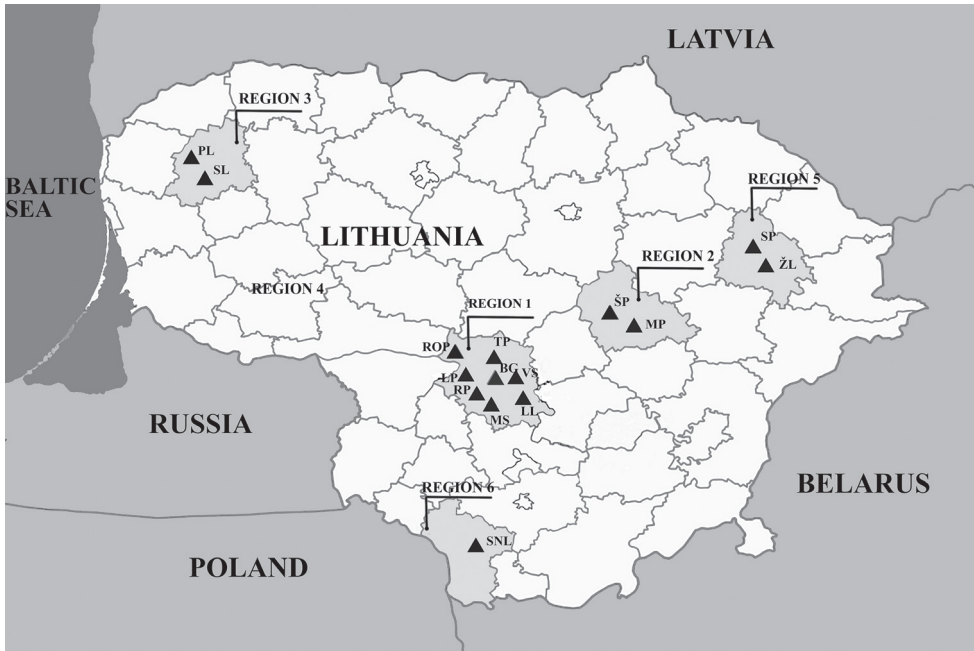 LATVIA
REGION 3
PL
SL
BALTIC
SEA
REGION 5
LITHUANIA
SP
ŽL
REGION 2
REGION 4
REGION 1
ŠP
MP
ROP
TP
LP
BG
VS
RP
LL
MS
RUSSIA
REGION 6
BELARUS
SNL
POLAND